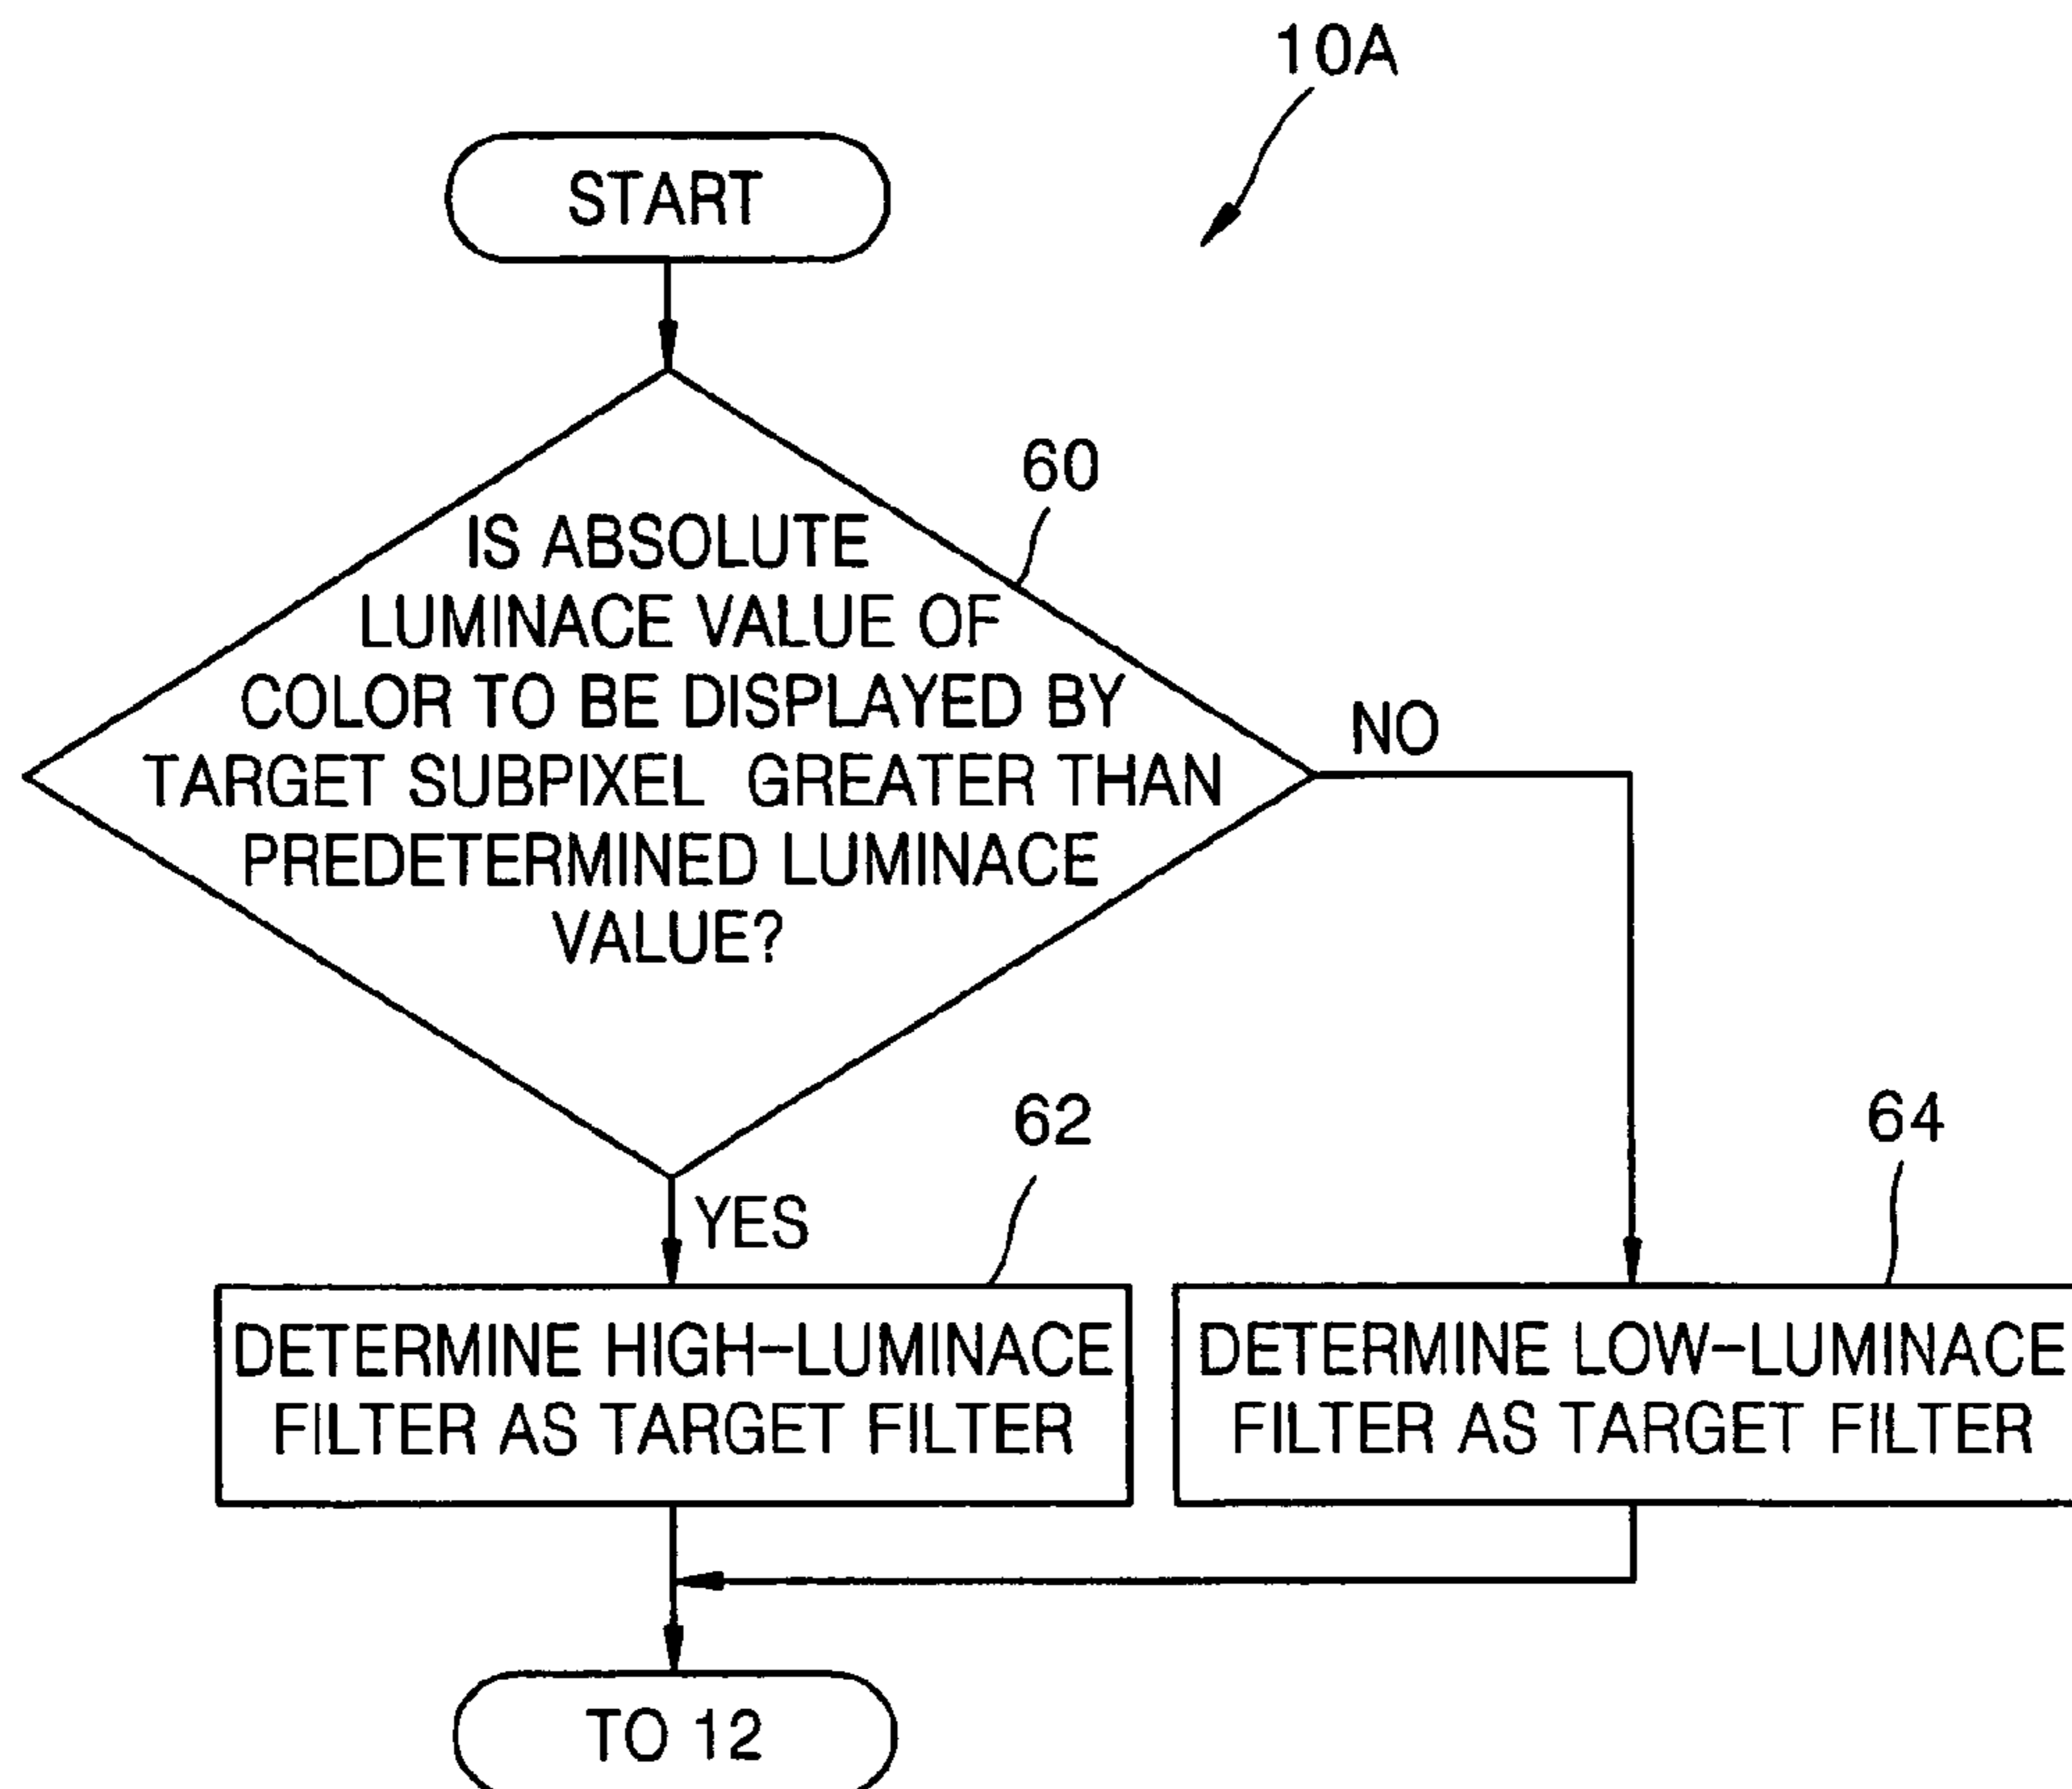 10A
START
60
IS ABSOLUTE
LUMINACE VALUE OF
COLOR TO BE DISPLAYED BY
TARGET SUBPIXEL GREATER THAN
PREDETERMINED LUMINACE
VALUE?
NO
YES
62
64
DETERMINE HIGH-LUMINACE
FILTER AS TARGET FILTER
DETERMINE LOW-LUMINACE
FILTER AS TARGET FILTER
TO 12